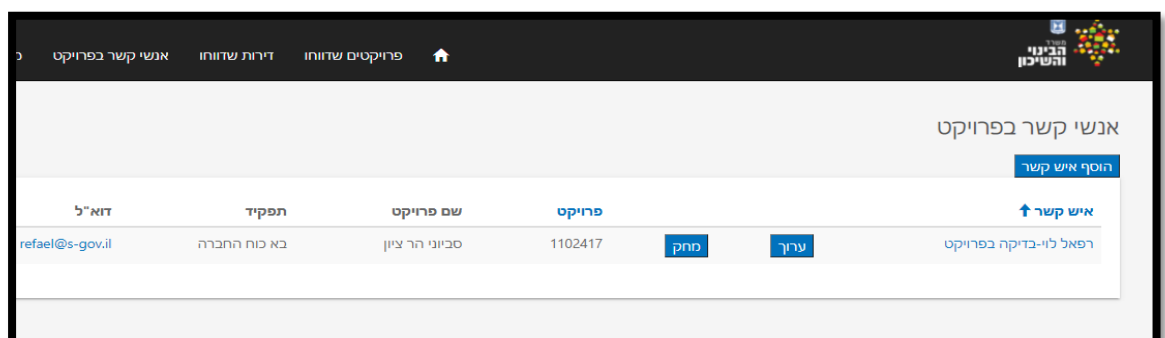 משרד
הבינוי
והשיכון
פרויקטים שדווחו דירות שדווחו אנשי קשר בפרויקט
אנשי קשר בפרויקט
הוסף איש קשר
איש קשר פרויקט שם פרויקט תפקיד דוא"ל
רפאל לוי-בדיקה בפרויקט ערוך מחק 1102417 סביוני הר ציון בא כוח החברה refael@s-gov.il